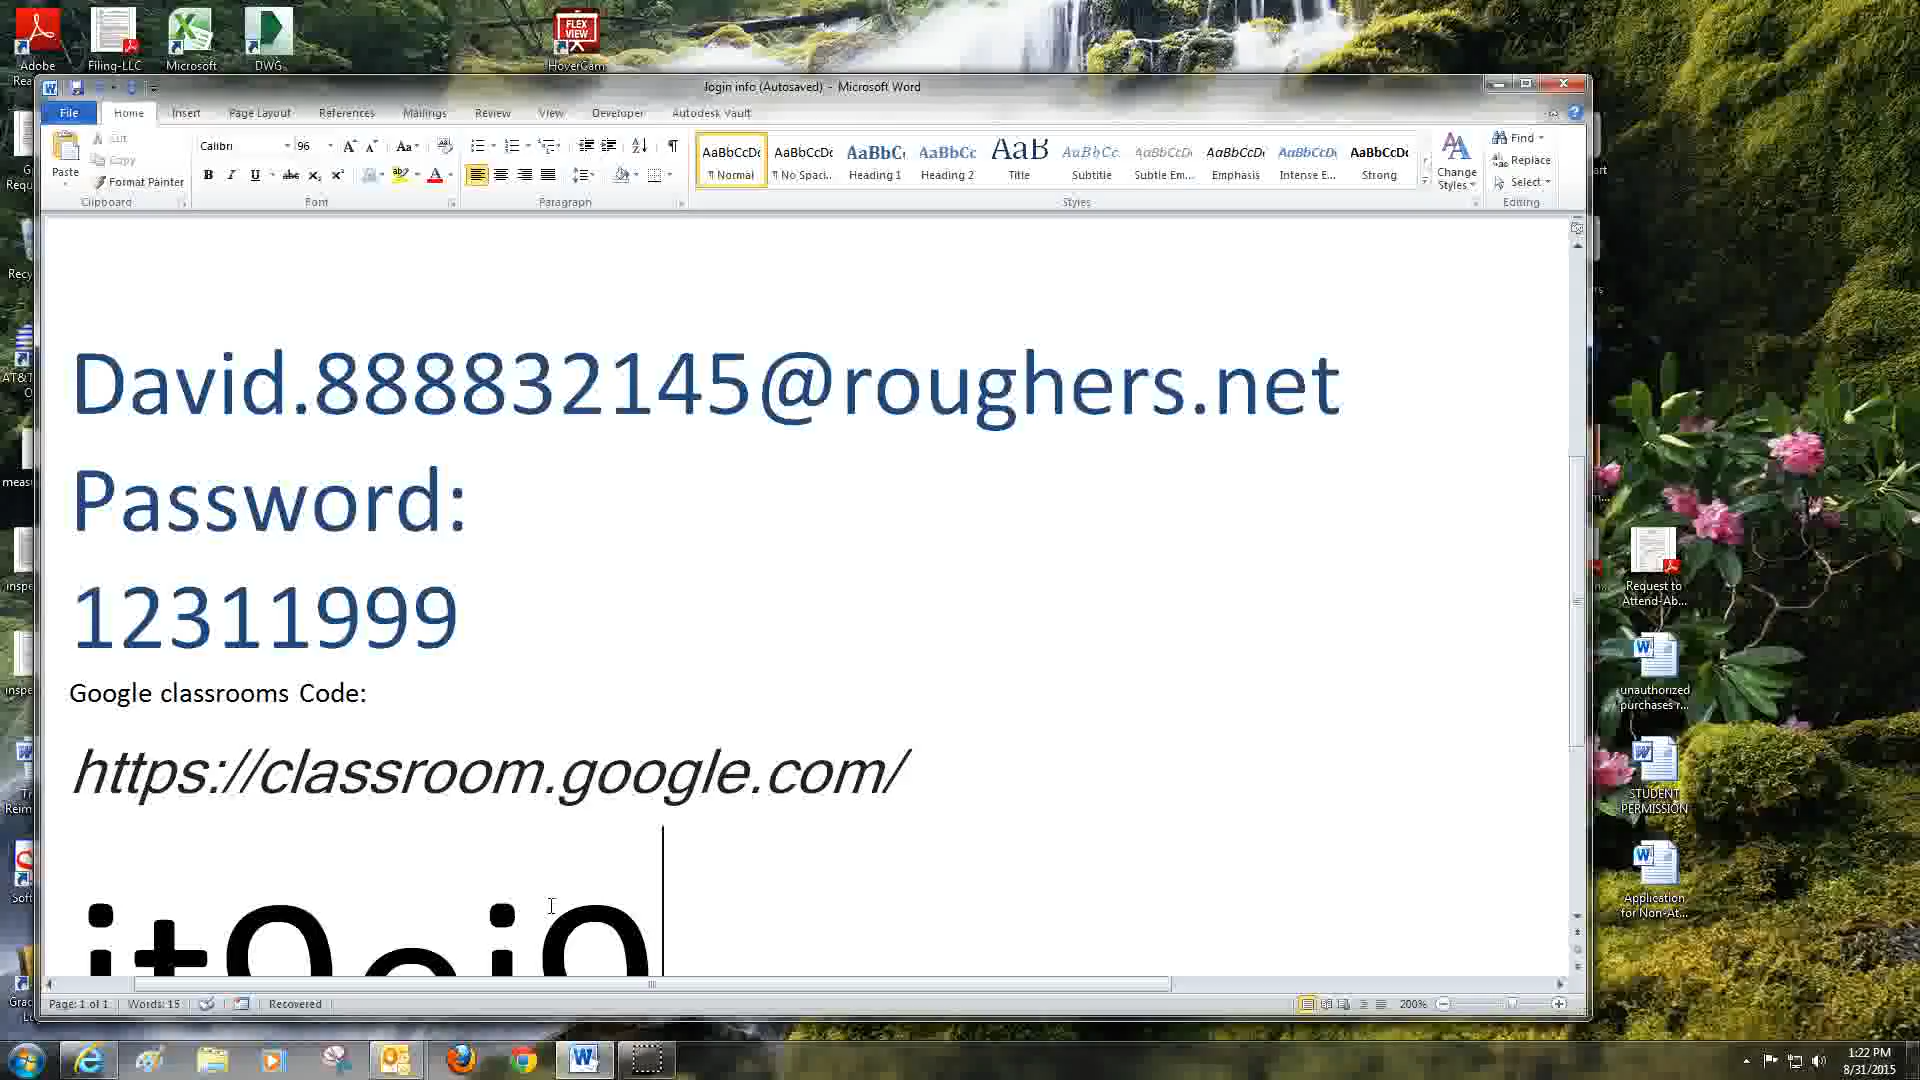 Adobe Filing-LLC Microsoft DWG HoverCam
FLEX VIEW
login info (Autosaved) - Microsoft Word
File Home Insert Page Layout References Mailings Review View Developer Autodesk Vault
Paste Cut Copy Format Painter Clipboard
Calibri 96 Font
Paragraph
AaBbCcDc ¶ Normal
AaBbCcDc ¶ No Spaci...
AaBbC Heading 1
AaBbCc Heading 2
AaB Title
AaBbCc. Subtitle
AaBbCcDc Subtle Em...
AaBbCcDc Emphasis
AaBbCcDc Intense E...
AaBbCcDc Strong
Styles
Change Styles
Find Replace Select Editing
David.888832145@roughers.net
Password:
12311999
Google classrooms Code:
https://classroom.google.com/
Page: 1 of 1 Words: 15 Recovered 200%
Request to Attend-Ab...
unauthorized purchases r...
STUDENT PERMISSION
Application for Non-At...
1:22 PM
8/31/2015